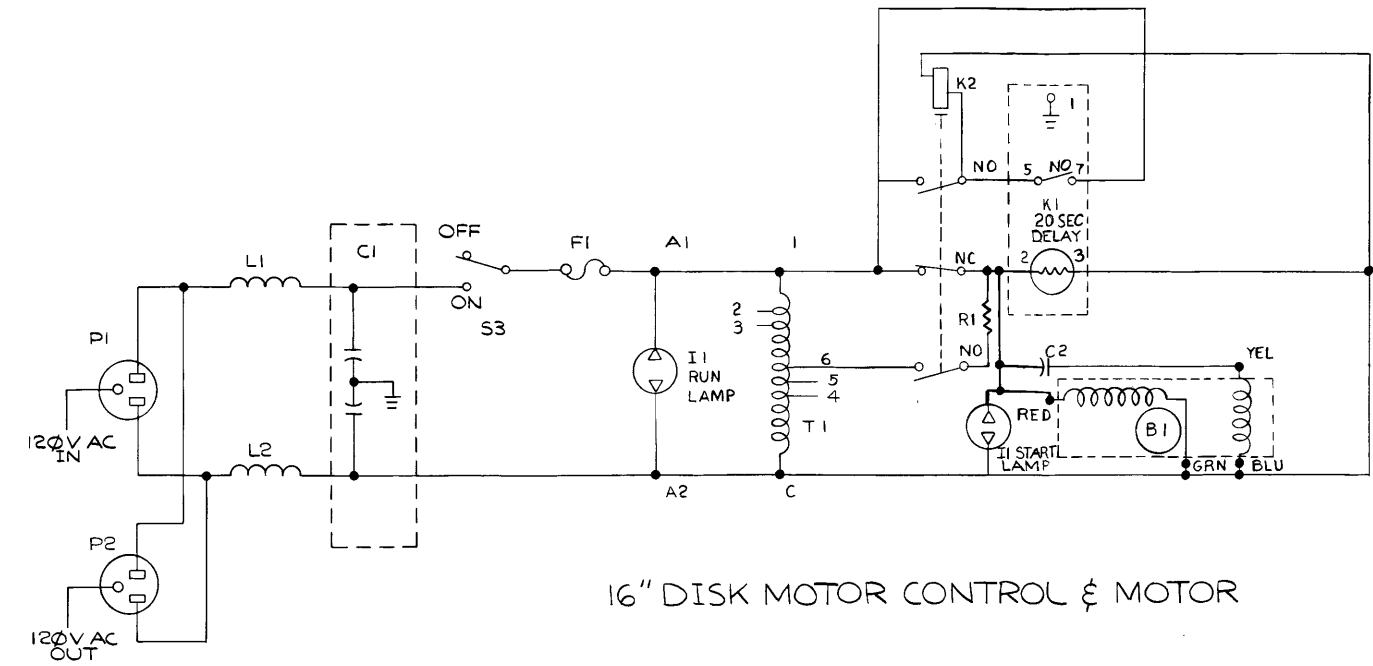 K2
1
NO
5
NO
7
K1
20 SEC
DELAY
OFF
C1
F1
A1
1
NC
2
3
L1
ON
S3
2
3
R1
P1
6
NO
C2
YEL
I1
RUN
LAMP
5
4
T1
RED
B1
12ØV AC
IN
L2
I1 START
LAMP
GRN
BLU
A2
C
P2
16" DISK MOTOR CONTROL & MOTOR
12ØV AC
OUT